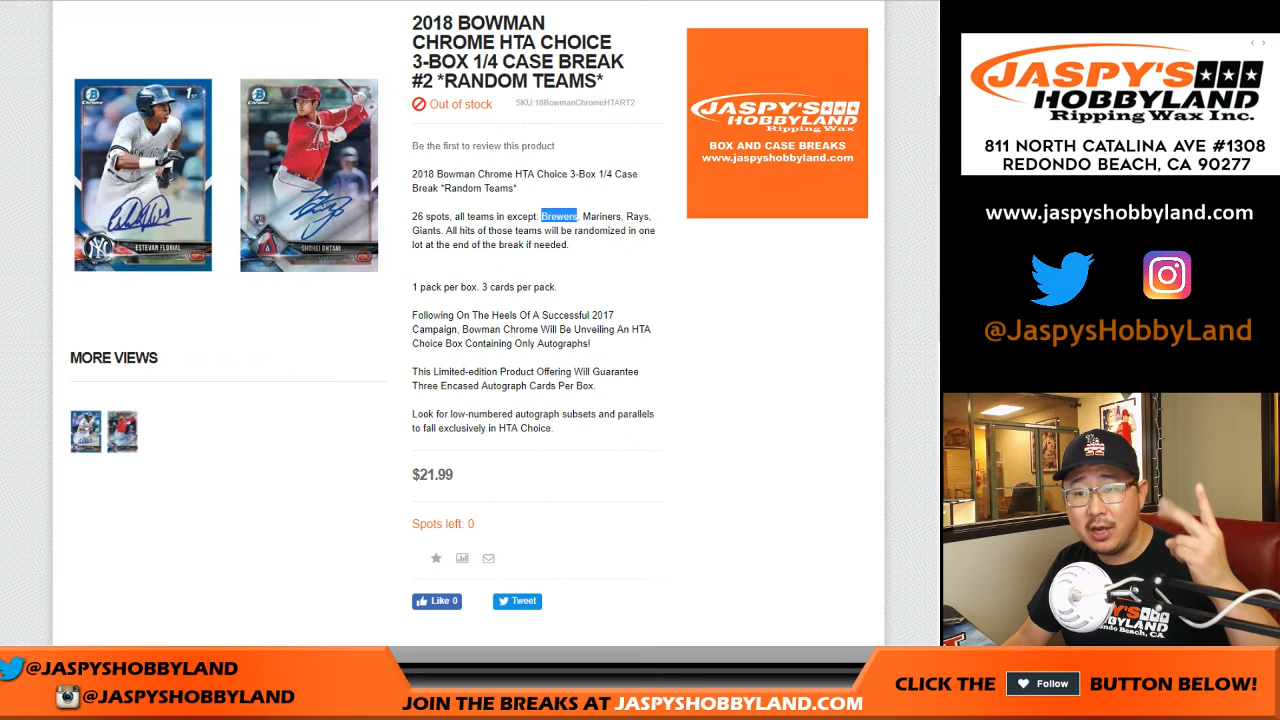 2018 BOWMAN
CHROME HTA CHOICE
3-BOX 1/4 CASE BREAK
#2 *RANDOM TEAMS*
Out of stock
SKU:18BowmanChromeHTART2
Be the first to review this product
2018 Bowman Chrome HTA Choice 3-Box 1/4 Case
Break *Random Teams*
26 spots, all teams in except: Brewers, Mariners, Rays,
Giants. All hits of those teams will be randomized in one
lot at the end of the break if needed.
1 pack per box. 3 cards per pack.
Following On The Heels Of A Successful 2017
Campaign, Bowman Chrome Will Be Unveiling An HTA
Choice Box Containing Only Autographs!
This Limited-edition Product Offering Will Guarantee
Three Encased Autograph Cards Per Box.
Look for low-numbered autograph subsets and parallels
to fall exclusively in HTA Choice.
$21.99
Spots left: 0
Like 0
Tweet
1ST
ESTEVAN FLORIAL
SHOHEI OHTANI
MORE VIEWS
JASPY'S
HOBBYLAND
Ripping Wax
BOX AND CASE BREAKS
www.jaspyshobbyland.com
JASPY'S
HOBBYLAND
Ripping Wax Inc.
811 NORTH CATALINA AVE #1308
REDONDO BEACH, CA 90277
www.jaspyshobbyland.com
@JaspysHobbyLand
@JASPYSHOBBYLAND
@JASPYSHOBBYLAND
JOIN THE BREAKS AT JASPYSHOBBYLAND.COM
CLICK THE
Follow
BUTTON BELOW!